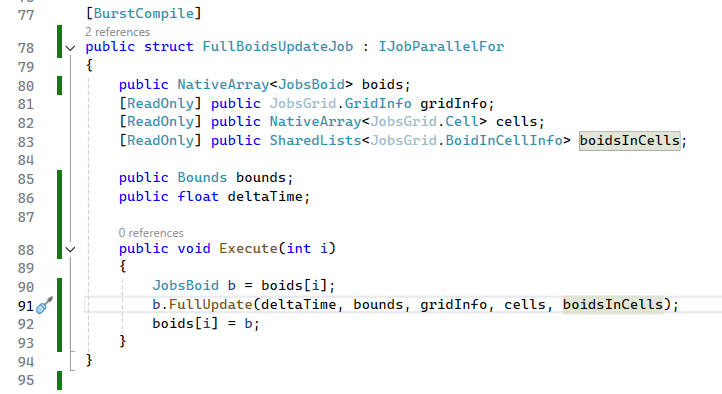 77 [BurstCompile]
2 references
78 public struct FullBoidsUpdateJob : IJobParallelFor
79 {
80 public NativeArray<JobsBoid> boids;
81 [ReadOnly] public JobsGrid.GridInfo gridInfo;
82 [ReadOnly] public NativeArray<JobsGrid.Cell> cells;
83 [ReadOnly] public SharedLists<JobsGrid.BoidInCellInfo> boidsInCells;
84
85 public Bounds bounds;
86 public float deltaTime;
87
0 references
88 public void Execute(int i)
89 {
90 JobsBoid b = boids[i];
91 b.FullUpdate(deltaTime, bounds, gridInfo, cells, boidsInCells);
92 boids[i] = b;
93 }
94 }
95